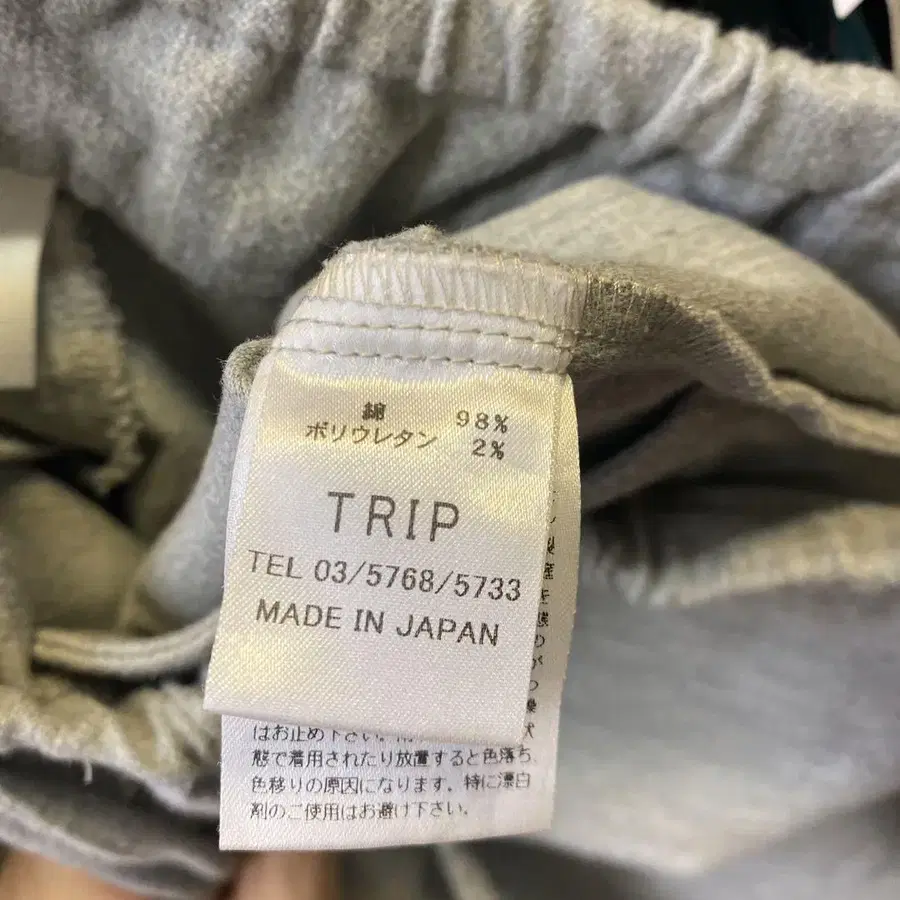 綿 98%
ポリウレタン 2%
TRIP
TEL 03/5768/5733
MADE IN JAPAN
はお止め下さい。
態で着用されたり放置すると色落ち、
色移りの原因になります。特に漂白
剤のご使用はお避け下さい。